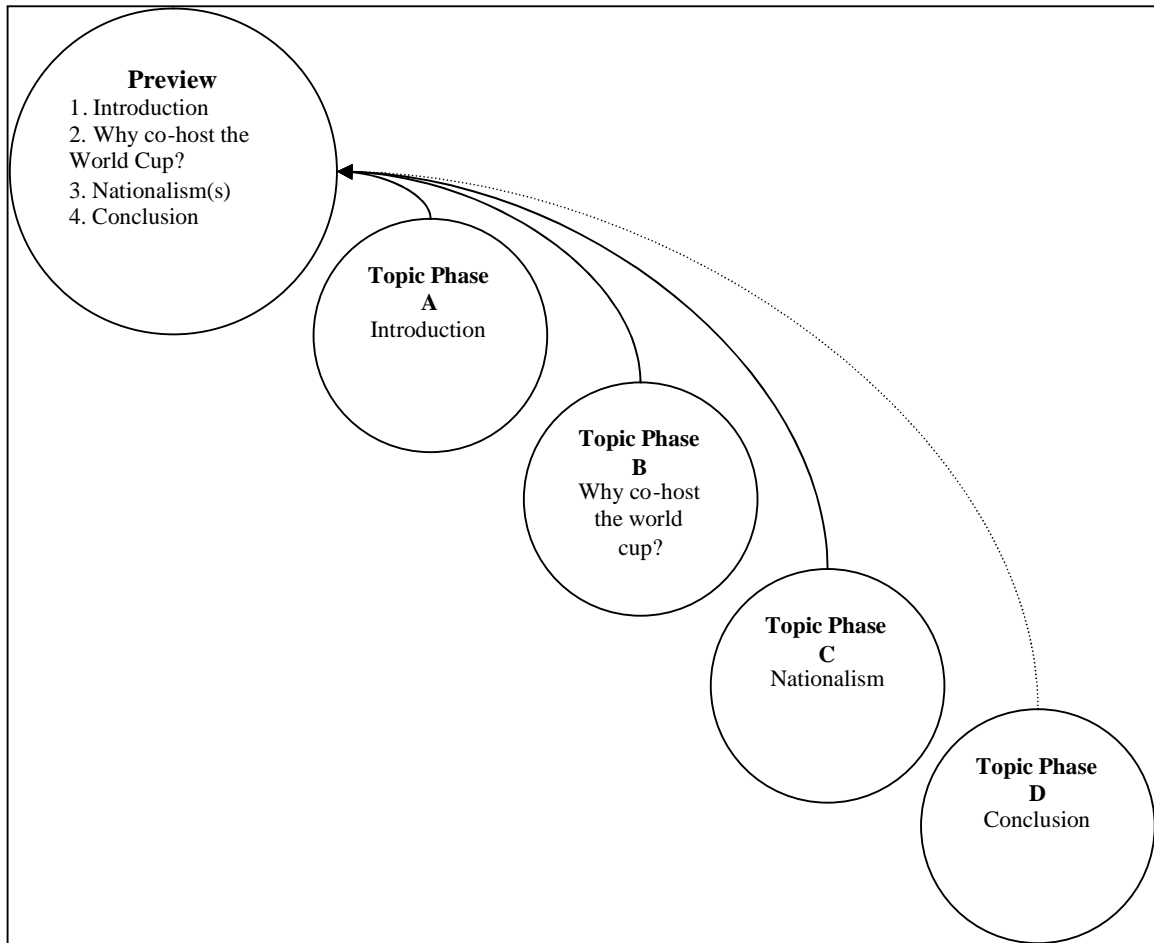 Preview
1. Introduction
2. Why co-host the
World Cup?
3. Nationalism(s)
4. Conclusion
Topic Phase
A
Introduction
Topic Phase
B
Why co-host
the world
cup?
Topic Phase
C
Nationalism
Topic Phase
D
Conclusion